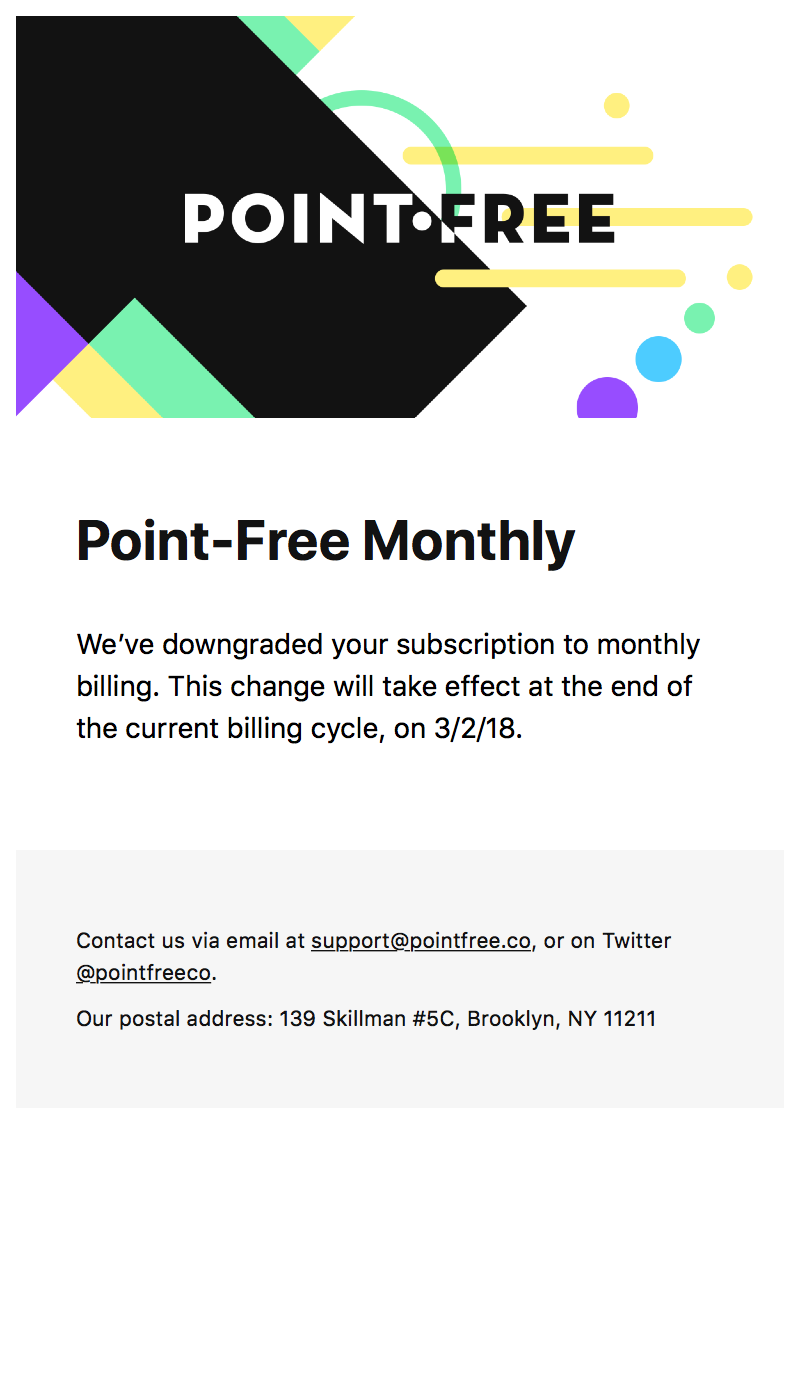 POINT•FREE
Point-Free Monthly
We’ve downgraded your subscription to monthly
billing. This change will take effect at the end of
the current billing cycle, on 3/2/18.
Contact us via email at support@pointfree.co, or on Twitter
@pointfreeco.
Our postal address: 139 Skillman #5C, Brooklyn, NY 11211